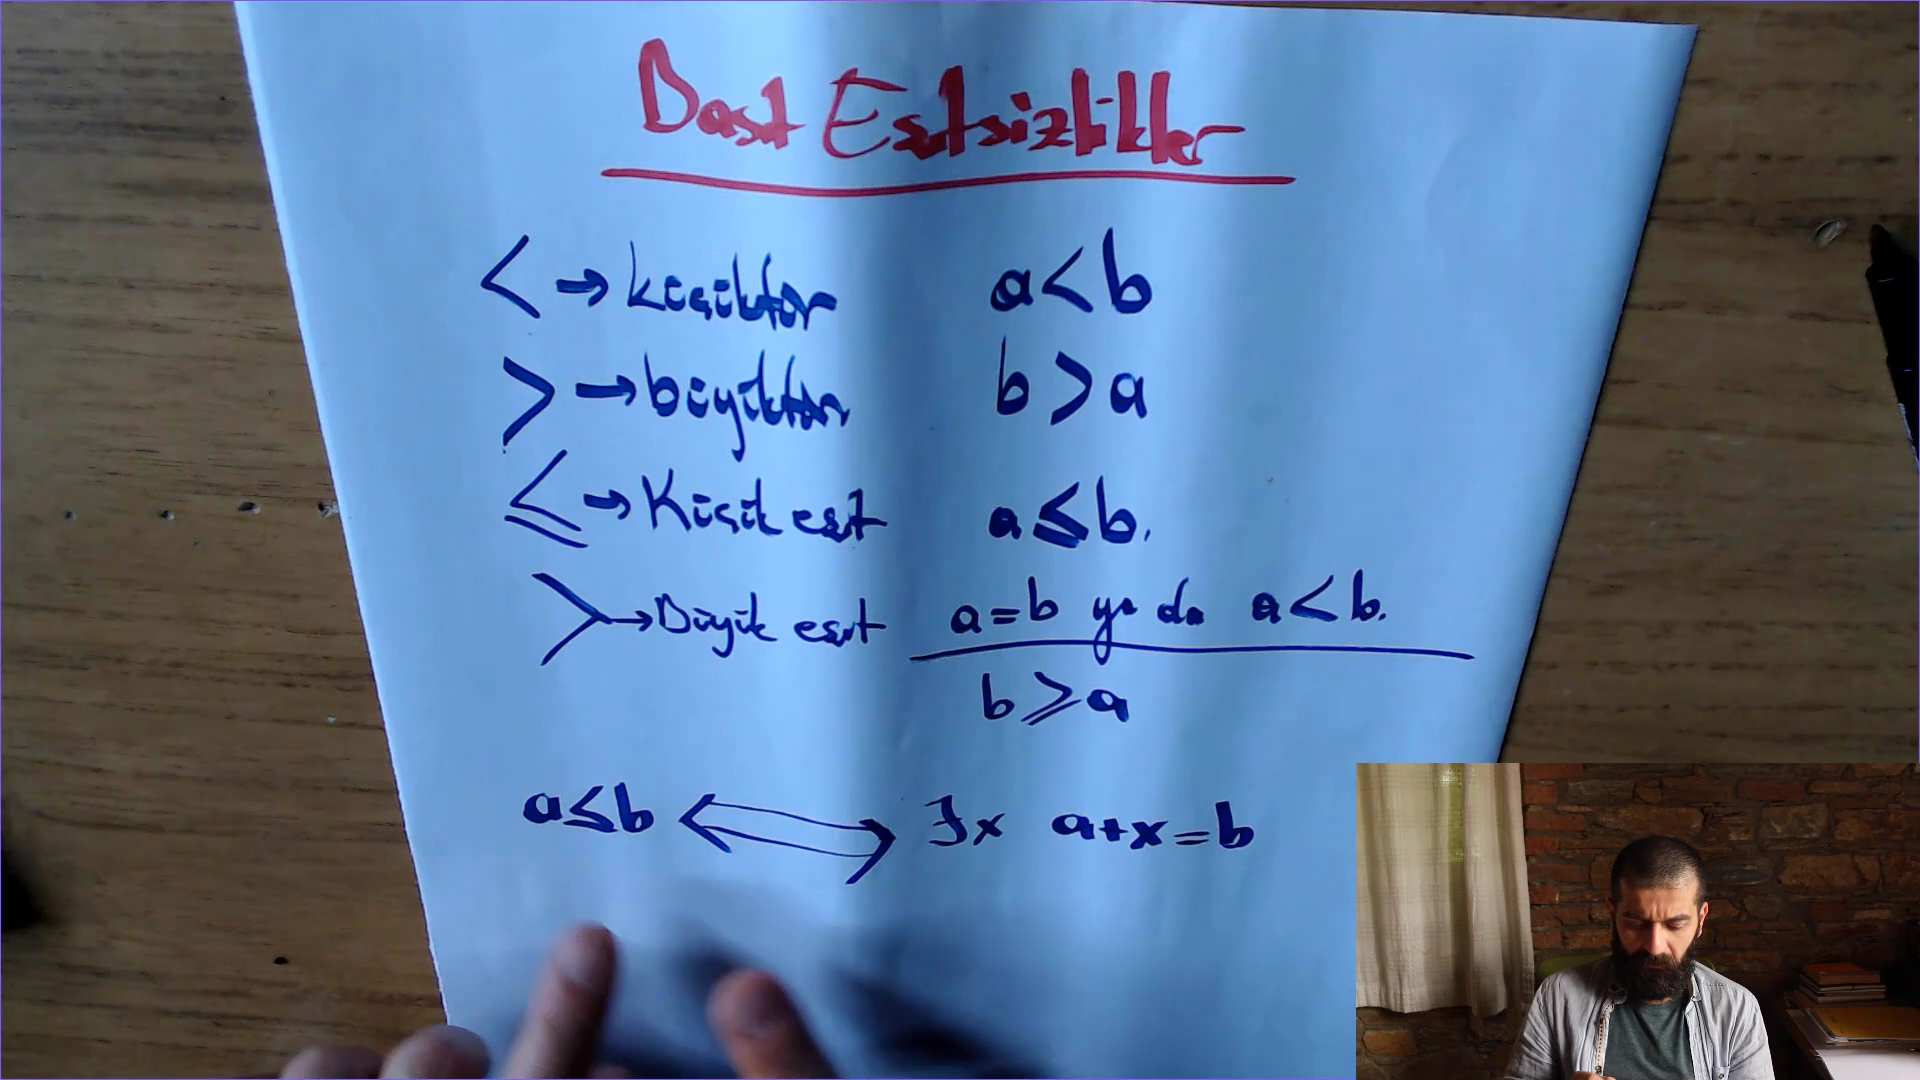 Basit Eşitsizlikler
< → küçüktür a < b
> → büyüktür b > a
≤ → Küçük eşit a ≤ b.
> → Büyük eşit a = b ya da a < b.
b ⩾ a
a ≤ b ⟺ ∃x a+x=b